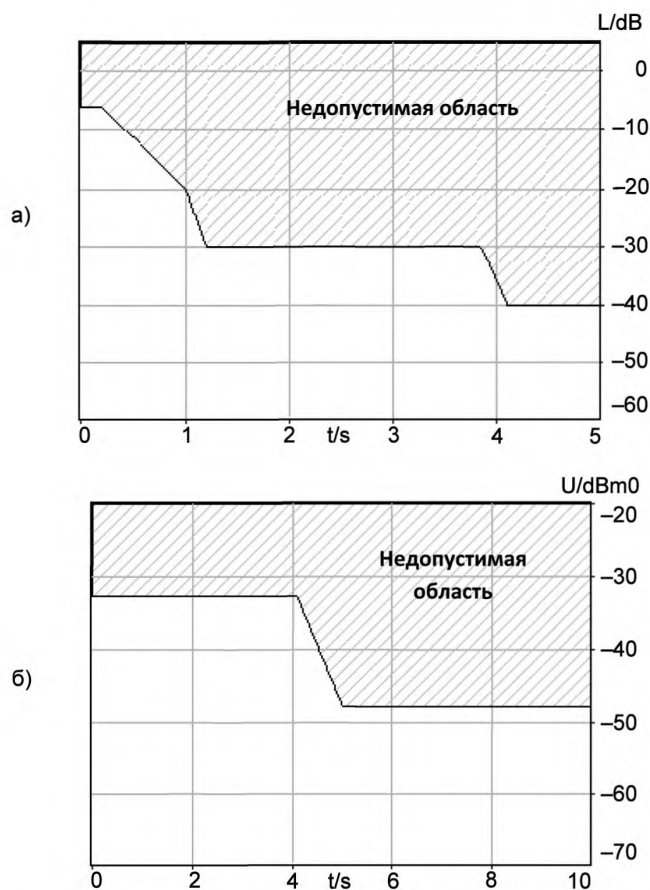 L/dB
0
Недопустимая область
–10
–20
а)
–30
–40
–50
–60
0 1 2 t/s 3 4 5
U/dBm0
–20
Недопустимая
область
–30
–40
б)
–50
–60
–70
0 2 4 t/s 6 8 10